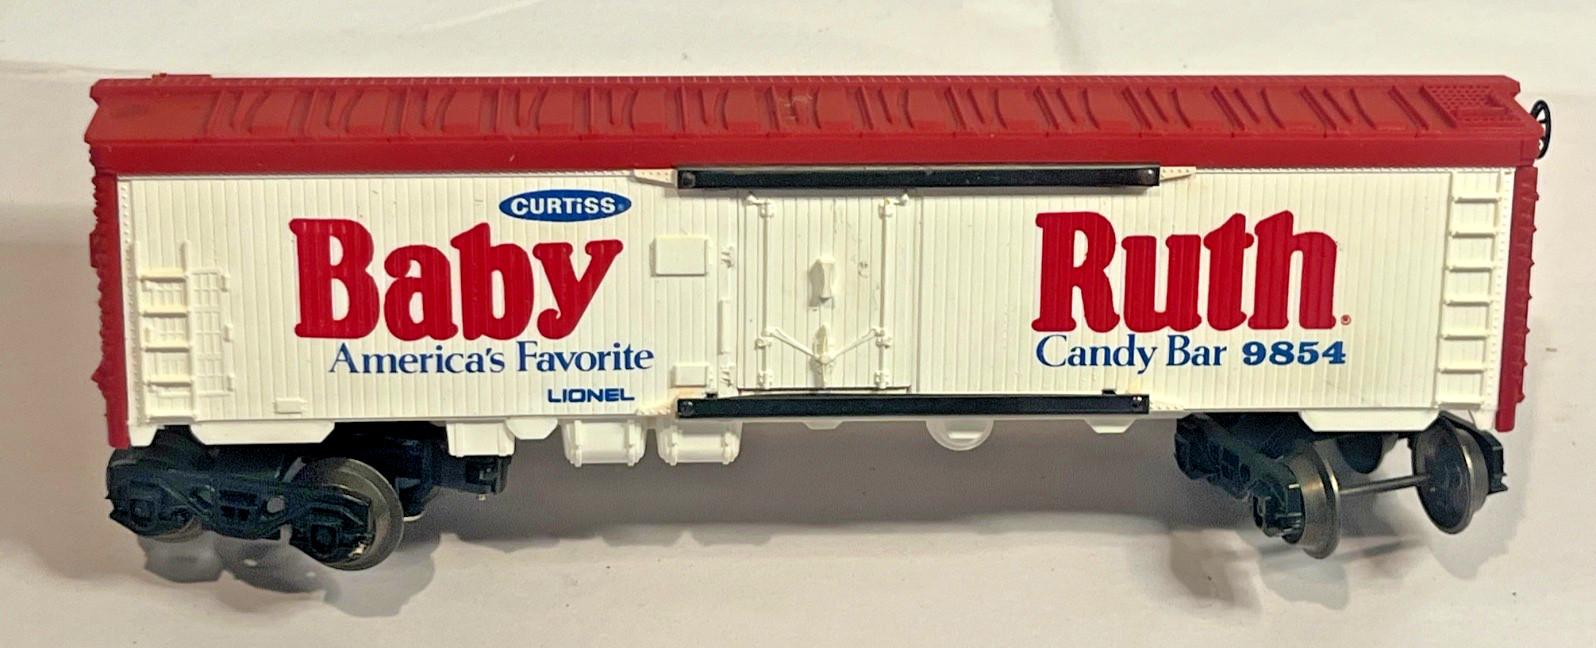 CURTiSS
Baby Ruth
America's Favorite Candy Bar 9854
LIONEL